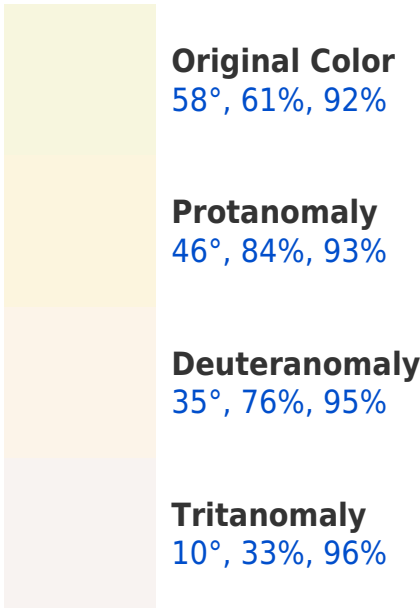 Original Color
58°, 61%, 92%
Protanomaly
46°, 84%, 93%
Deuteranomaly
35°, 76%, 95%
Tritanomaly
10°, 33%, 96%